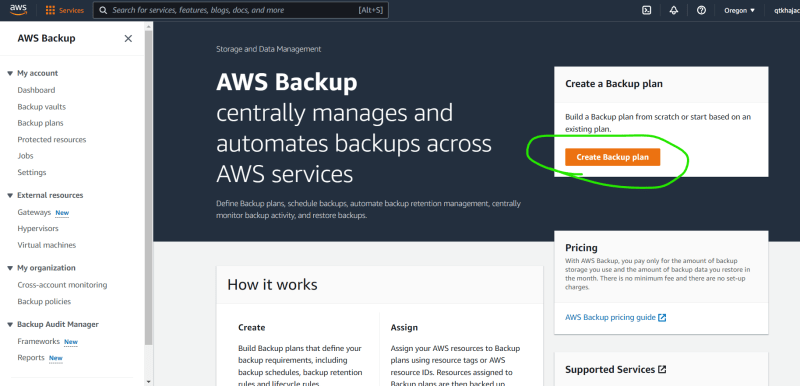 aws
Services
Search for services, features, blogs, docs, and more
[Alt+S]
Oregon
qtkhajac
AWS Backup
My account
Dashboard
Backup vaults
Backup plans
Protected resources
Jobs
Settings
External resources
Gateways New
Hypervisors
Virtual machines
My organization
Cross-account monitoring
Backup policies
Backup Audit Manager
Frameworks New
Reports New
Storage and Data Management
AWS Backup
centrally manages and
automates backups across
AWS services
Define Backup plans, schedule backups, automate backup retention management, centrally
monitor backup activity, and restore backups.
Create a Backup plan
Build a Backup plan from scratch or start based on an
existing plan.
Create Backup plan
Pricing
With AWS Backup, you pay only for the amount of backup
storage you use and the amount of backup data you restore in
the month. There is no minimum fee and there are no set-up
charges.
AWS Backup pricing guide
Supported Services
How it works
Create
Build Backup plans that define your
backup requirements, including
backup schedules, backup retention
rules and lifecycle rules.
Assign
Assign your AWS resources to Backup
plans using resource tags or AWS
resource IDs. Resources assigned to
Backup plans are then backed up